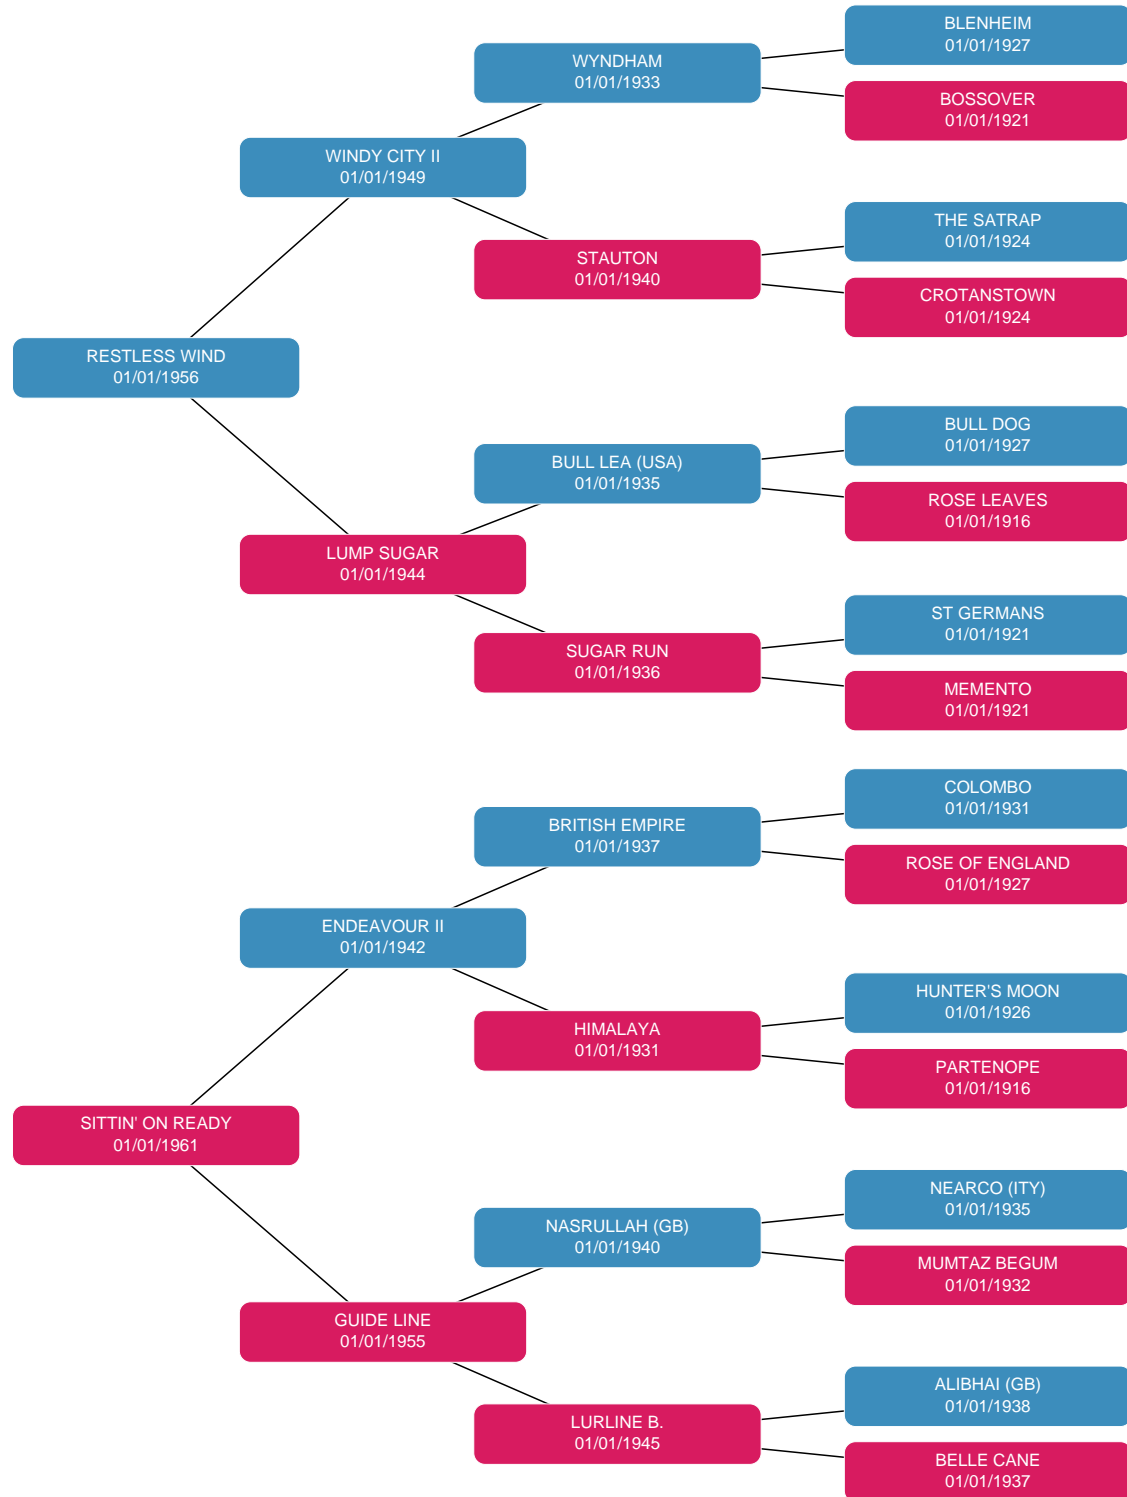 BLENHEIM
01/01/1927
WYNDHAM
01/01/1933
BOSSOVER
01/01/1921
WINDY CITY II
01/01/1949
THE SATRAP
01/01/1924
STAUTON
01/01/1940
CROTANSTOWN
01/01/1924
RESTLESS WIND
01/01/1956
BULL DOG
01/01/1927
BULL LEA (USA)
01/01/1935
ROSE LEAVES
01/01/1916
LUMP SUGAR
01/01/1944
ST GERMANS
01/01/1921
SUGAR RUN
01/01/1936
MEMENTO
01/01/1921
COLOMBO
01/01/1931
BRITISH EMPIRE
01/01/1937
ROSE OF ENGLAND
01/01/1927
ENDEAVOUR II
01/01/1942
HUNTER'S MOON
01/01/1926
HIMALAYA
01/01/1931
PARTENOPE
01/01/1916
SITTIN' ON READY
01/01/1961
NEARCO (ITY)
01/01/1935
NASRULLAH (GB)
01/01/1940
MUMTAZ BEGUM
01/01/1932
GUIDE LINE
01/01/1955
ALIBHAI (GB)
01/01/1938
LURLINE B.
01/01/1945
BELLE CANE
01/01/1937